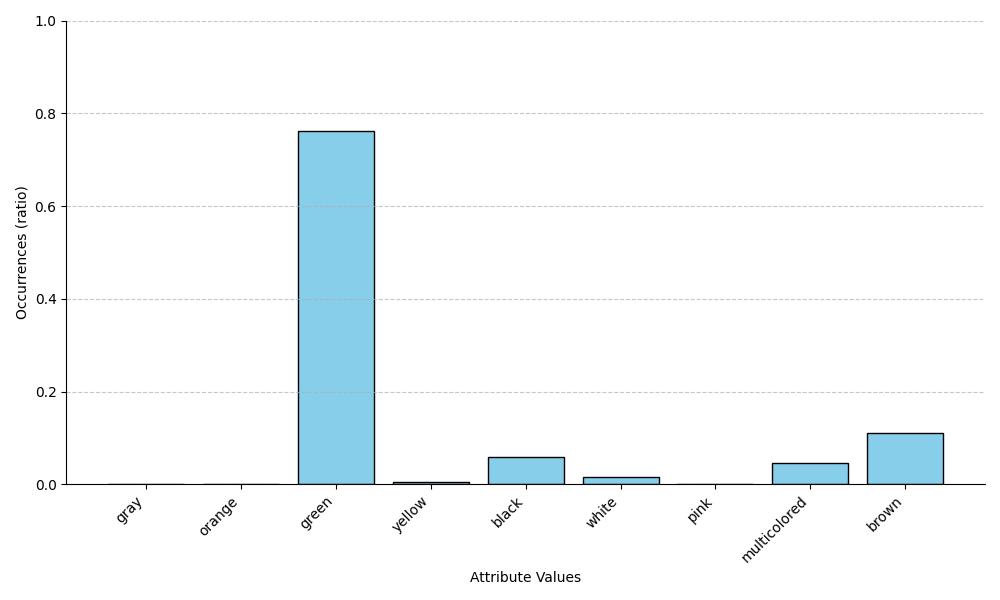 1.0
0.8
0.6
0.4
0.2
0.0
Occurrences (ratio)
gray
orange
green
yellow
black
white
pink
multicolored
brown
Attribute Values